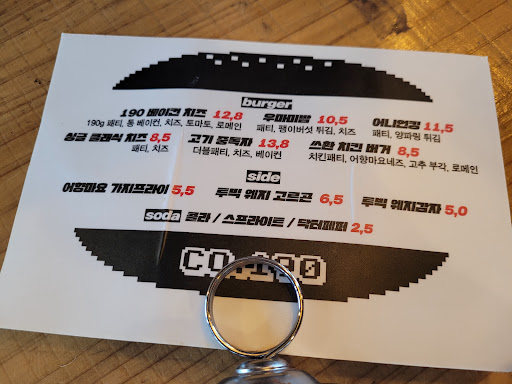 burger
190 베이컨 치즈 12,8
190g 패티, 통 베이컨, 치즈, 토마토, 로메인
우마미밤 10,5
패티, 팽이버섯 튀김, 치즈
어니언킹 11,5
패티, 양파링 튀김
싱글 클래식 치즈 8,5
패티, 치즈
고기 중독자 13,8
더블패티, 치즈, 베이컨
쓰촨 치킨 버거 8,5
치킨패티, 어향마요네즈, 고추 부각, 로메인
side
어향마요 가지프라이 5,5
투빅 웨지 고르곤 6,5
투빅 웨지감자 5,0
soda 콜라 / 스프라이트 / 닥터페퍼 2,5
CO.190